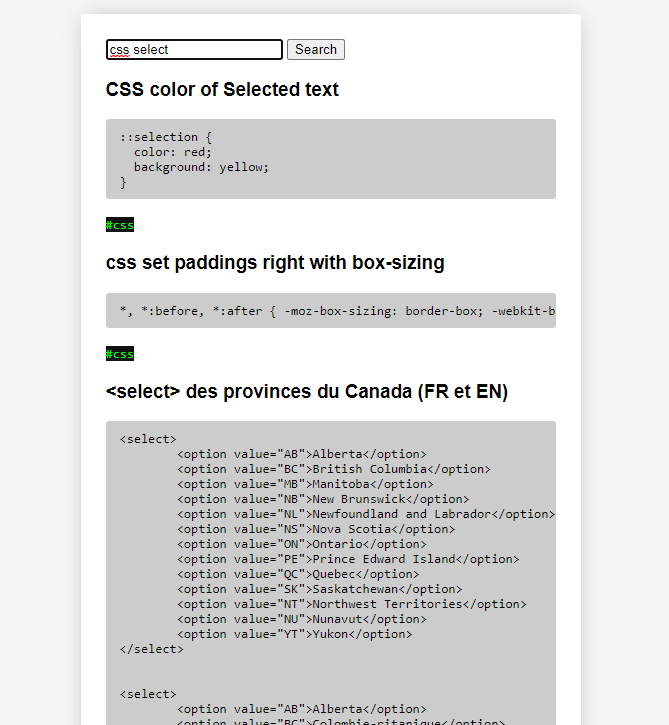 css select Search
CSS color of Selected text
::selection {
  color: red;
  background: yellow;
}
#css
css set paddings right with box-sizing
*, *:before, *:after { -moz-box-sizing: border-box; -webkit-b
#css
<select> des provinces du Canada (FR et EN)
<select>
        <option value="AB">Alberta</option>
        <option value="BC">British Columbia</option>
        <option value="MB">Manitoba</option>
        <option value="NB">New Brunswick</option>
        <option value="NL">Newfoundland and Labrador</option>
        <option value="NS">Nova Scotia</option>
        <option value="ON">Ontario</option>
        <option value="PE">Prince Edward Island</option>
        <option value="QC">Quebec</option>
        <option value="SK">Saskatchewan</option>
        <option value="NT">Northwest Territories</option>
        <option value="NU">Nunavut</option>
        <option value="YT">Yukon</option>
</select>
<select>
        <option value="AB">Alberta</option>
        <option value="BC">Colombie-ritanique</option>